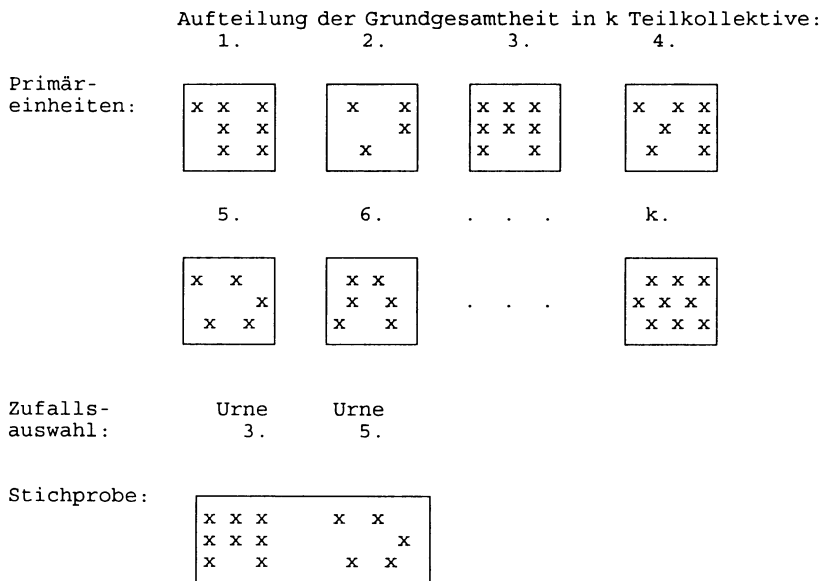 Aufteilung der Grundgesamtheit in k Teilkollektive:
1. 2. 3. 4.
Primär-
einheiten:
x x x x x x x x x x x
x x x x x x x x
x x x x x x x
5. 6. . . . k.
x x x x x x x
x x x . . . x x x
x x x x x x x
Zufalls- Urne Urne
auswahl: 3. 5.
Stichprobe:
x x x x x
x x x x
x x x x